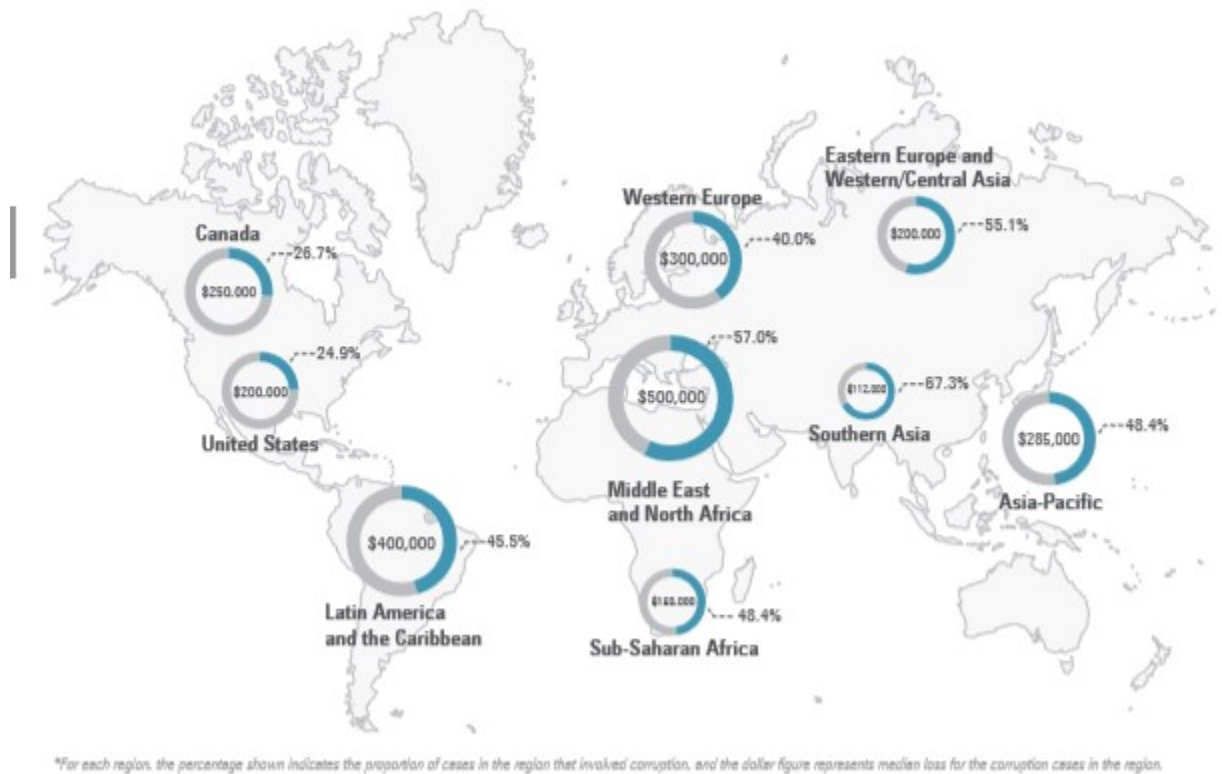 Eastern Europe and
Western/Central Asia
$200.000
55.1%
Western Europe
$300,000
40.0%
Canada
26.7%
$250.000
24.9%
$200.000
United States
57.0%
$500,000
Middle East
and North Africa
67.3%
$112.000
Southern Asia
48.4%
$285,000
Asia-Pacific
$400,000
45.5%
Latin America
and the Caribbean
48.4%
Sub-Saharan Africa
*For each region, the percentage shown indicates the proportion of cases in the region that involved corruption, and the dollar figure represents median loss for the corruption cases in the region.